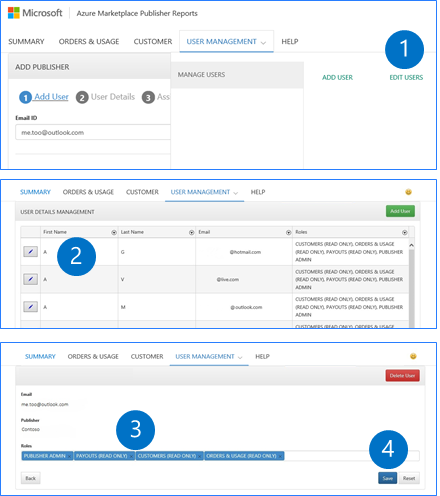 Microsoft Azure Marketplace Publisher Reports
SUMMARY ORDERS & USAGE CUSTOMER USER MANAGEMENT HELP
1
ADD PUBLISHER
MANAGE USERS
ADD USER EDIT USERS
1 Add User 2 User Details 3 Ass
Email ID
me.too@outlook.com
SUMMARY ORDERS & USAGE CUSTOMER USER MANAGEMENT HELP
USER DETAILS MANAGEMENT
Add User
First Name Last Name Email Roles
A G @hotmail.com CUSTOMERS (READ ONLY), ORDERS & USAGE
(READ ONLY), PAYOUTS (READ ONLY), PUBLISHER
ADMIN
2
A V @live.com CUSTOMERS (READ ONLY), ORDERS & USAGE
(READ ONLY), PAYOUTS (READ ONLY), PUBLISHER
ADMIN
A M @outlook.com CUSTOMERS (READ ONLY), ORDERS & USAGE
(READ ONLY), PAYOUTS (READ ONLY), PUBLISHER
ADMIN
CUSTOMERS (READ ONLY), ORDERS & USAGE
SUMMARY ORDERS & USAGE CUSTOMER USER MANAGEMENT HELP
Delete User
Email
me.too@outlook.com
Publisher
Contoso
3
Roles
4
PUBLISHER ADMIN PAYOUTS (READ ONLY) CUSTOMERS (READ ONLY) ORDERS & USAGE (READ ONLY)
Back Save Reset